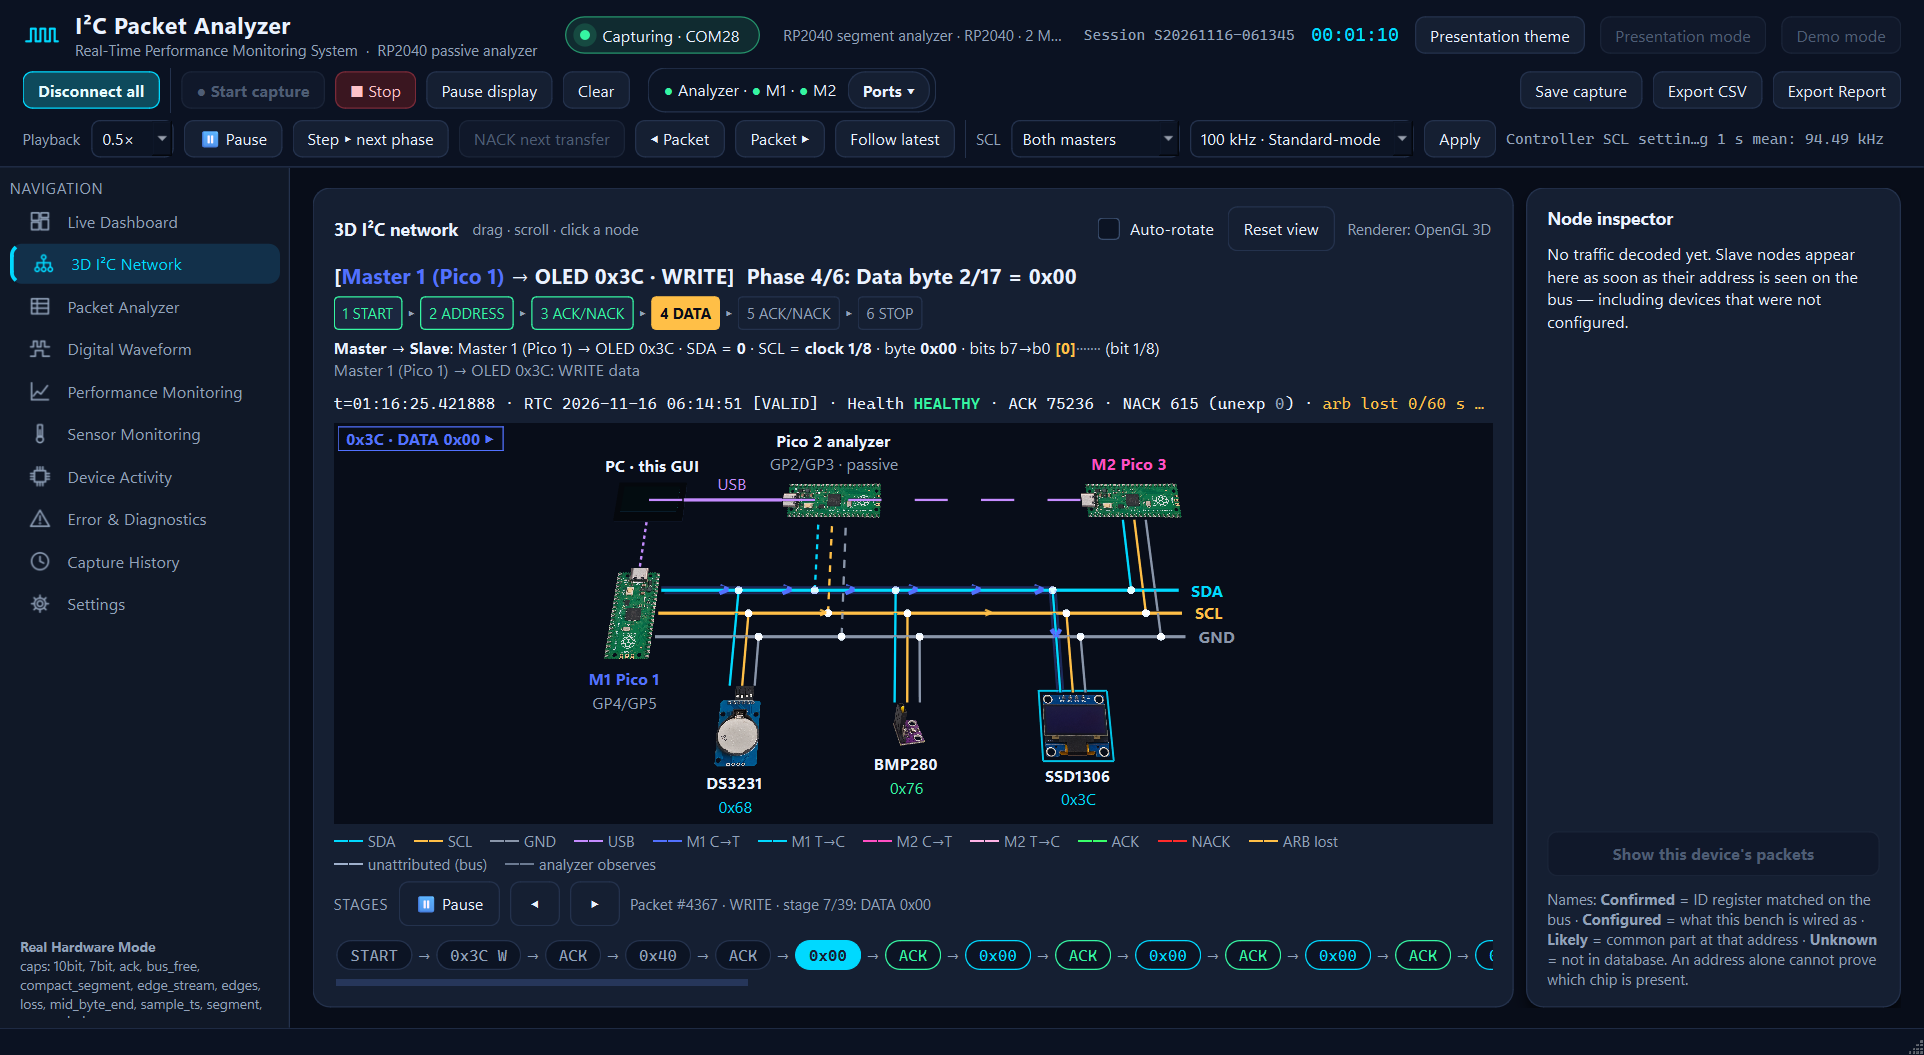 I²C Packet Analyzer
Real-Time Performance Monitoring System · RP2040 passive analyzer
Capturing · COM28
RP2040 segment analyzer · RP2040 · 2 M...
Session S20261116-061345
00:01:10
Presentation theme
Presentation mode
Demo mode
Disconnect all
● Start capture
■ Stop
Pause display
Clear
● Analyzer · ● M1 · ● M2
Ports ▾
Save capture
Export CSV
Export Report
Playback
0.5×
⏸ Pause
Step ▸ next phase
NACK next transfer
◂ Packet
Packet ▸
Follow latest
SCL
Both masters
100 kHz · Standard-mode
Apply
Controller SCL settin…g 1 s mean: 94.49 kHz
NAVIGATION
Live Dashboard
3D I²C Network
Packet Analyzer
Digital Waveform
Performance Monitoring
Sensor Monitoring
Device Activity
Error & Diagnostics
Capture History
Settings
Real Hardware Mode
caps: 10bit, 7bit, ack, bus_free,
compact_segment, edge_stream, edges,
loss, mid_byte_end, sample_ts, segment,
3D I²C network
drag · scroll · click a node
Auto-rotate
Reset view
Renderer: OpenGL 3D
[Master 1 (Pico 1) → OLED 0x3C · WRITE] Phase 4/6: Data byte 2/17 = 0x00
1 START ▸ 2 ADDRESS ▸ 3 ACK/NACK ▸ 4 DATA ▸ 5 ACK/NACK ▸ 6 STOP
Master → Slave: Master 1 (Pico 1) → OLED 0x3C · SDA = 0 · SCL = clock 1/8 · byte 0x00 · bits b7→b0 [0]······· (bit 1/8)
Master 1 (Pico 1) → OLED 0x3C: WRITE data
t=01:16:25.421888 · RTC 2026-11-16 06:14:51 [VALID] · Health HEALTHY · ACK 75236 · NACK 615 (unexp 0) · arb lost 0/60 s …
0x3C · DATA 0x00 ▸
Pico 2 analyzer
GP2/GP3 · passive
PC · this GUI
USB
M2 Pico 3
SDA
SCL
GND
M1 Pico 1
GP4/GP5
DS3231
0x68
BMP280
0x76
SSD1306
0x3C
SDA
SCL
GND
USB
M1 C→T
M1 T→C
M2 C→T
M2 T→C
ACK
NACK
ARB lost
unattributed (bus)
analyzer observes
STAGES
⏸ Pause
◂
▸
Packet #4367 · WRITE · stage 7/39: DATA 0x00
START → 0x3C W → ACK → 0x40 → ACK → 0x00 → ACK → 0x00 → ACK → 0x00 → ACK → 0x00 → ACK →
Node inspector
No traffic decoded yet. Slave nodes appear
here as soon as their address is seen on the
bus — including devices that were not
configured.
Show this device's packets
Names: Confirmed = ID register matched on the
bus · Configured = what this bench is wired as ·
Likely = common part at that address · Unknown
= not in database. An address alone cannot prove
which chip is present.